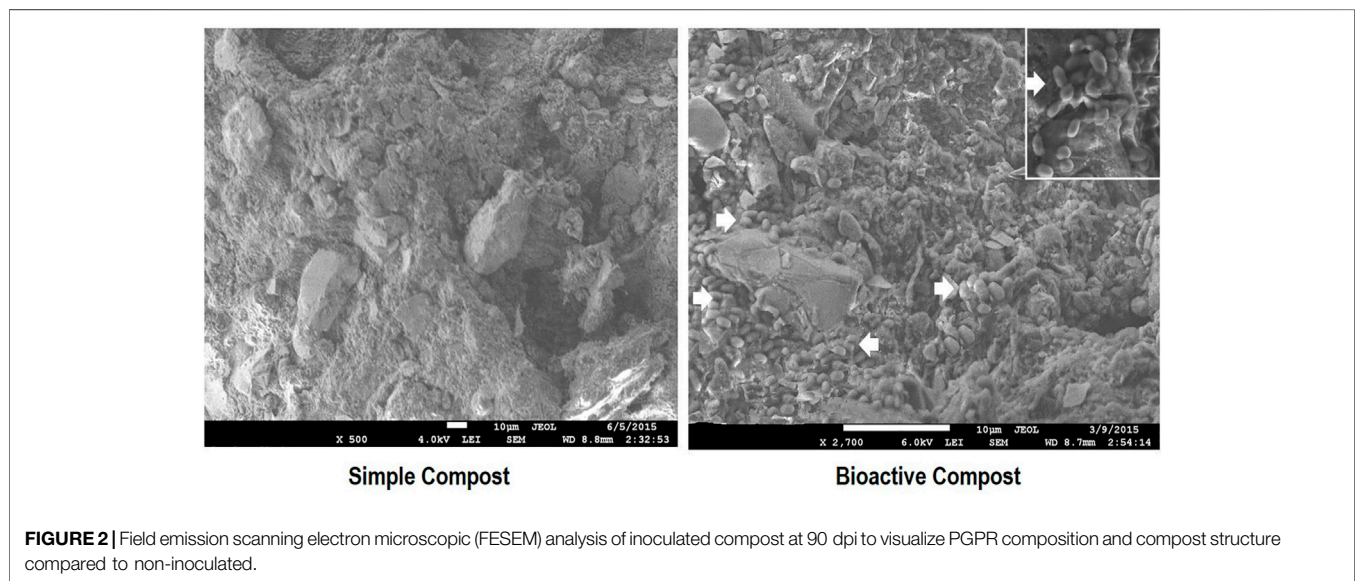 10µm JEOL 6/5/2015
X 500 4.0kV LEI SEM WD 8.8mm 2:32:53
10µm JEOL 3/9/2015
X 2,700 6.0kV LEI SEM WD 8.7mm 2:54:14
Simple Compost
Bioactive Compost
FIGURE 2 | Field emission scanning electron microscopic (FESEM) analysis of inoculated compost at 90 dpi to visualize PGPR composition and compost structure
compared to non-inoculated.